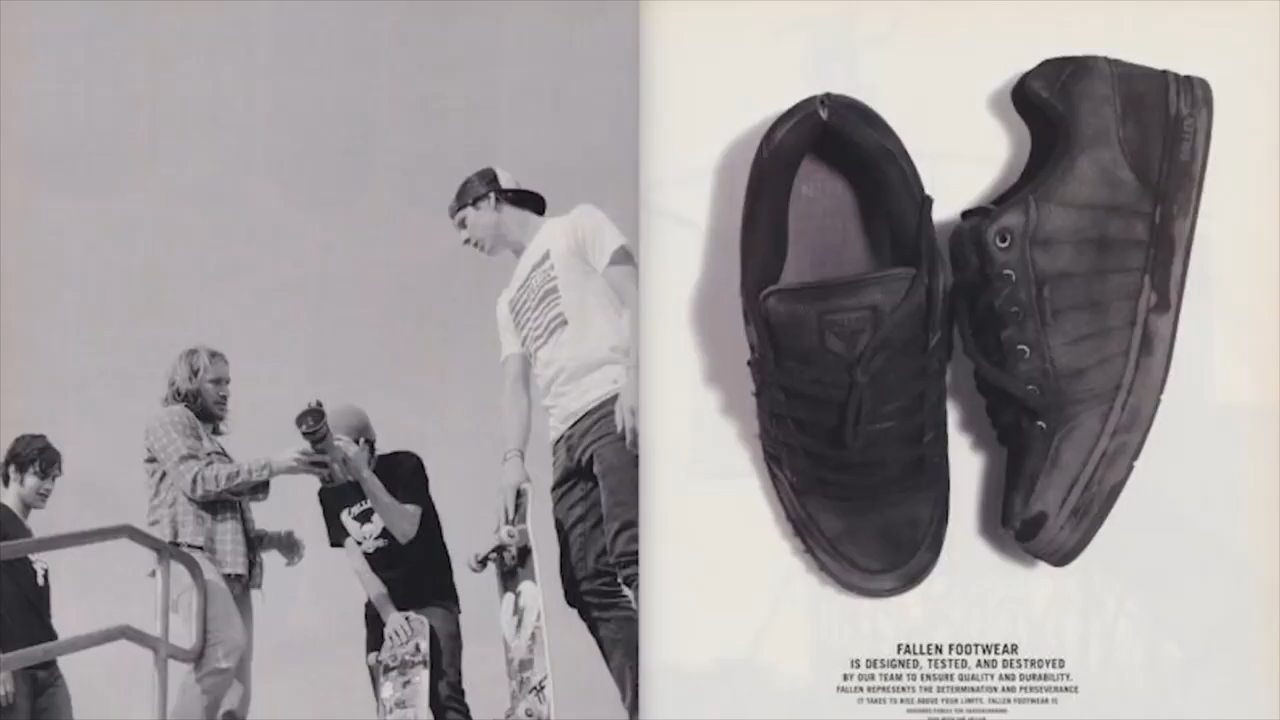 FALLEN FOOTWEAR
IS DESIGNED, TESTED, AND DESTROYED
BY OUR TEAM TO ENSURE QUALITY AND DURABILITY.
FALLEN REPRESENTS THE DETERMINATION AND PERSEVERANCE
IT TAKES TO RISE ABOVE YOUR LIMITS. FALLEN FOOTWEAR IS